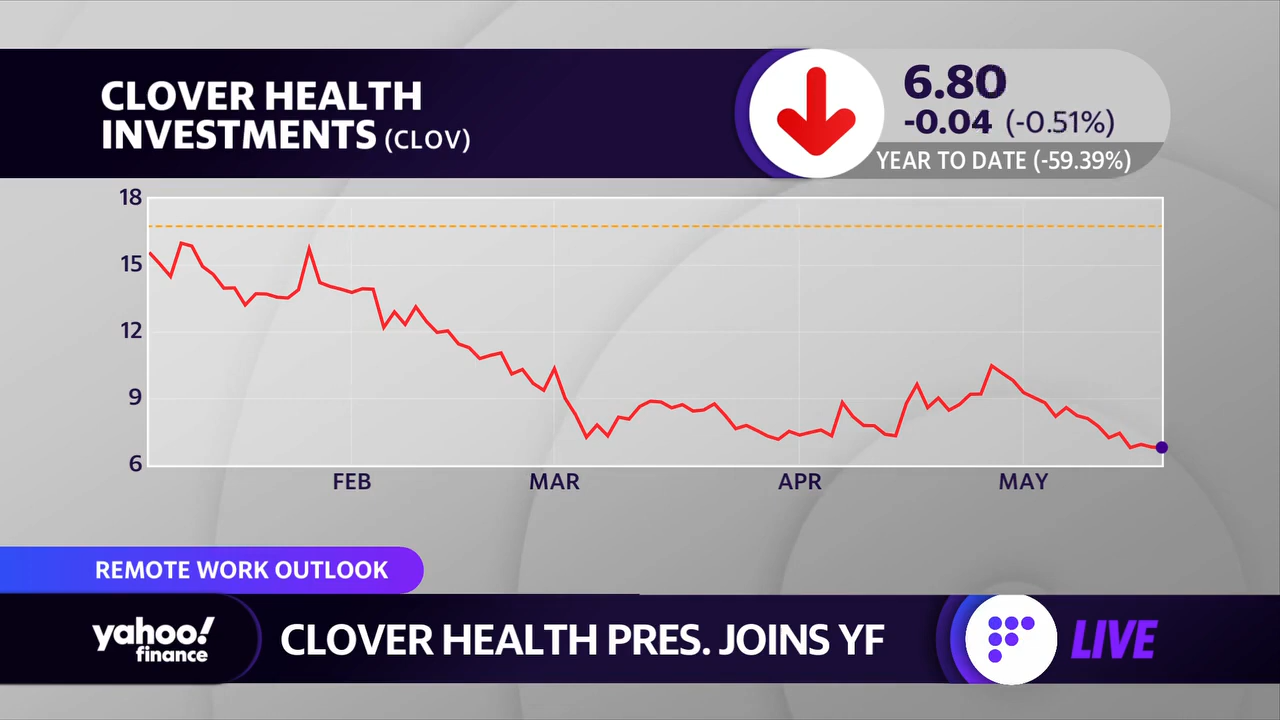 CLOVER HEALTH
INVESTMENTS (CLOV)
6.80
-0.04 (-0.51%)
YEAR TO DATE (-59.39%)
18
15
12
9
6
FEB MAR APR MAY
REMOTE WORK OUTLOOK
yahoo!
finance
CLOVER HEALTH PRES. JOINS YF
LIVE